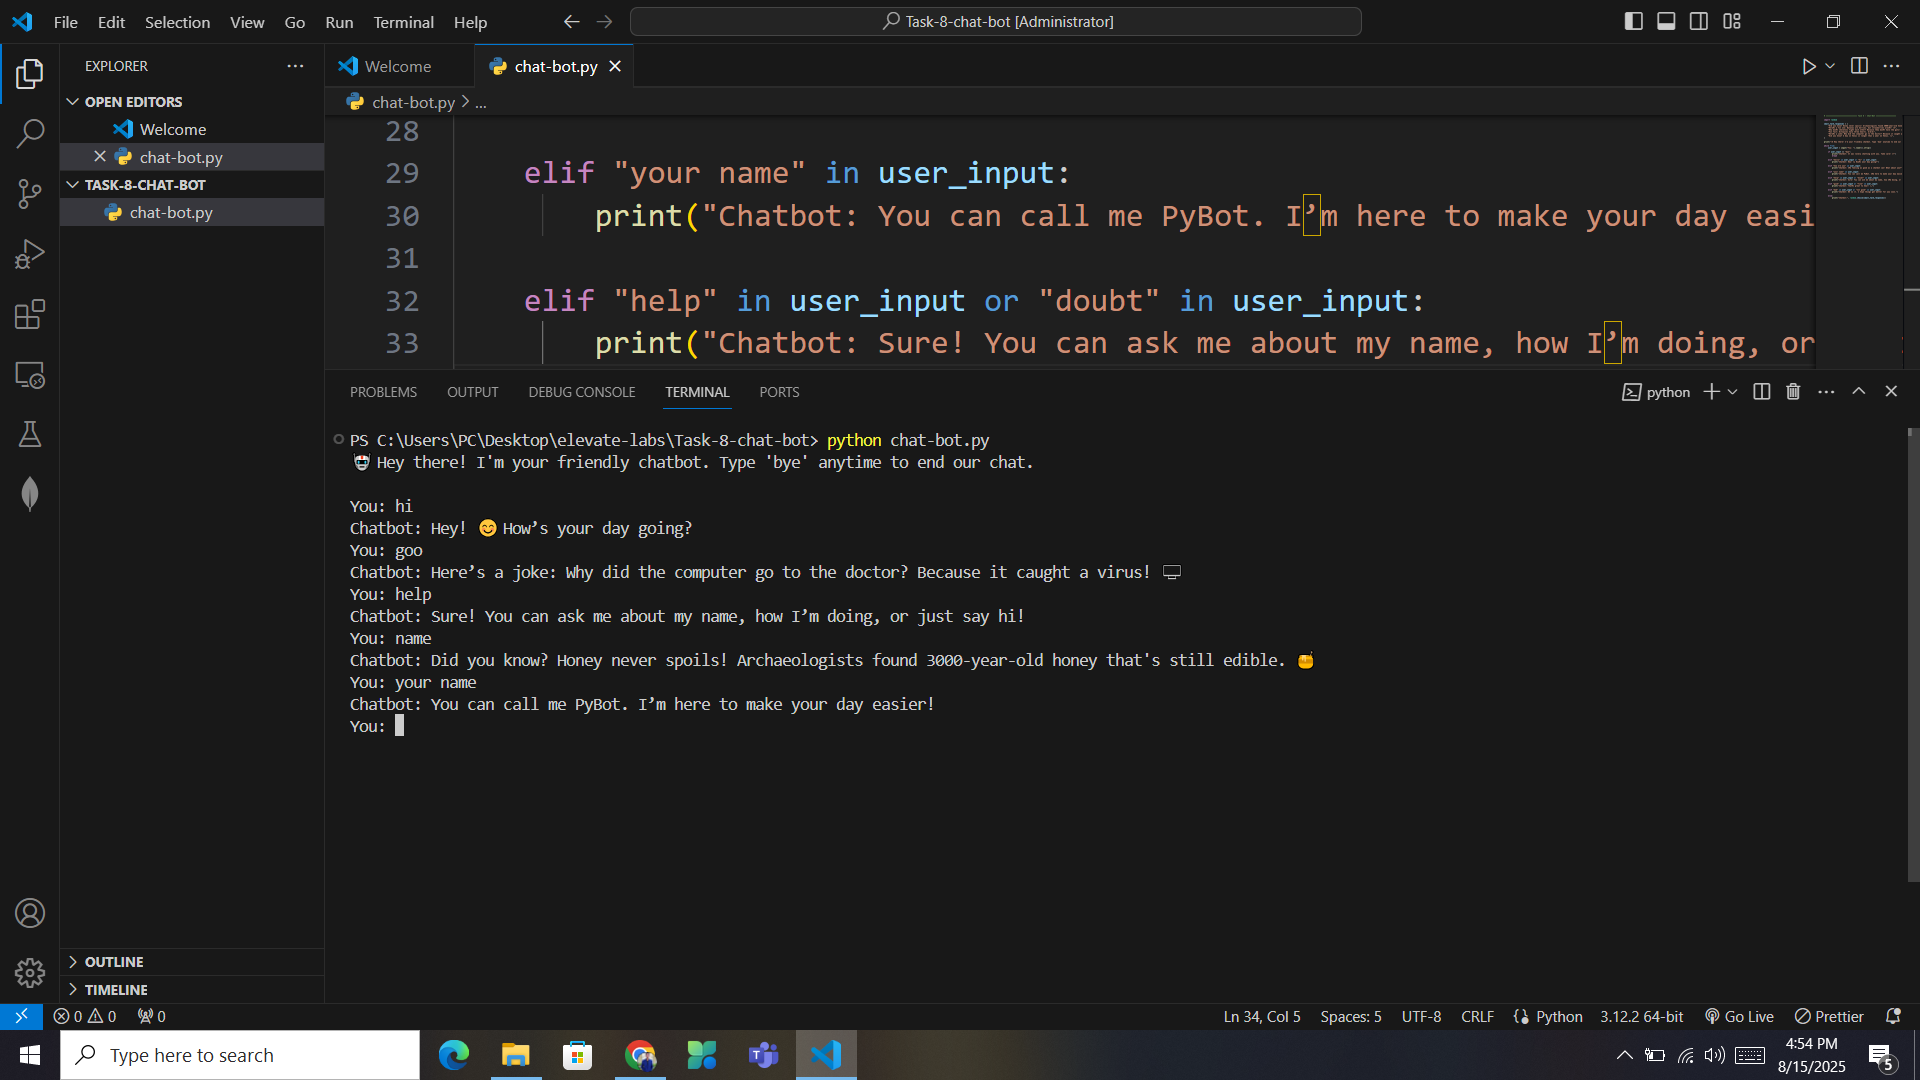 File Edit Selection View Go Run Terminal Help
Task-8-chat-bot [Administrator]
EXPLORER
OPEN EDITORS
Welcome
chat-bot.py
TASK-8-CHAT-BOT
chat-bot.py
OUTLINE
TIMELINE
Welcome chat-bot.py
chat-bot.py > ...
28
29 elif "your name" in user_input:
30 print("Chatbot: You can call me PyBot. I’m here to make your day easi
31
32 elif "help" in user_input or "doubt" in user_input:
33 print("Chatbot: Sure! You can ask me about my name, how I’m doing, or
PROBLEMS OUTPUT DEBUG CONSOLE TERMINAL PORTS
python
PS C:\Users\PC\Desktop\elevate-labs\Task-8-chat-bot> python chat-bot.py
🤖 Hey there! I'm your friendly chatbot. Type 'bye' anytime to end our chat.
You: hi
Chatbot: Hey! 😊 How’s your day going?
You: goo
Chatbot: Here’s a joke: Why did the computer go to the doctor? Because it caught a virus! 🖥
You: help
Chatbot: Sure! You can ask me about my name, how I’m doing, or just say hi!
You: name
Chatbot: Did you know? Honey never spoils! Archaeologists found 3000-year-old honey that's still edible. 🍯
You: your name
Chatbot: You can call me PyBot. I’m here to make your day easier!
You:
0 0 0
Ln 34, Col 5 Spaces: 5 UTF-8 CRLF Python 3.12.2 64-bit Go Live Prettier
Type here to search
4:54 PM
8/15/2025
5